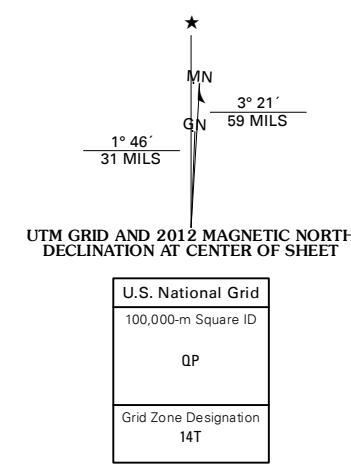 ★
MN
3° 21´
59 MILS
GN
1° 46´
31 MILS
UTM GRID AND 2012 MAGNETIC NORTH
DECLINATION AT CENTER OF SHEET
U.S. National Grid
100,000-m Square ID
QP
Grid Zone Designation
14T